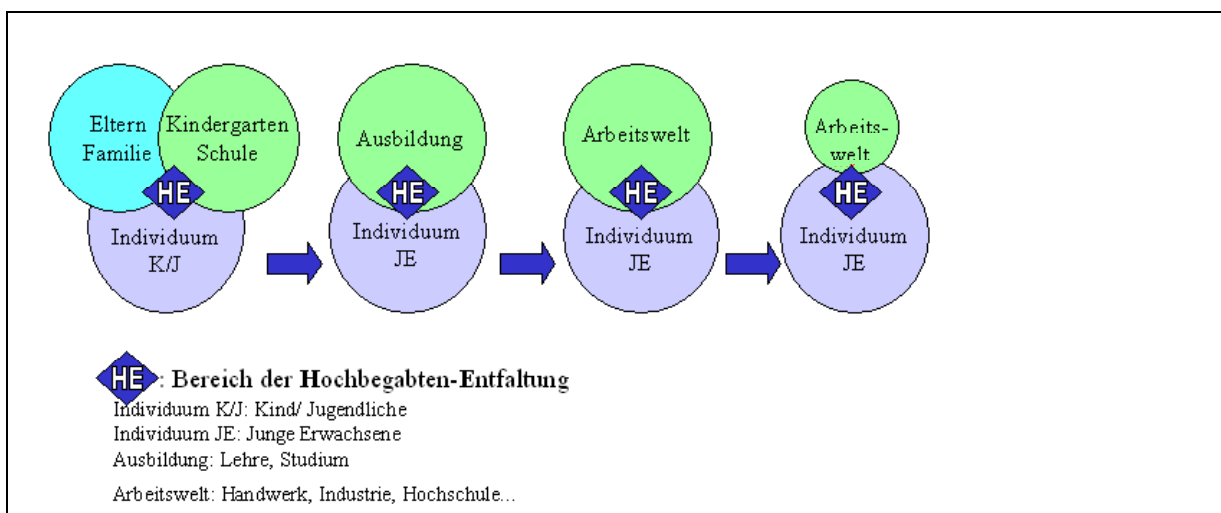 Eltern
Familie
Kindergarten
Schule
HE
Individuum
K/J
Ausbildung
HE
Individuum
JE
Arbeitswelt
HE
Individuum
JE
Arbeits-
welt
HE
Individuum
JE
HE: Bereich der Hochbegabten-Entfaltung
Individuum K/J: Kind/ Jugendliche
Individuum JE: Junge Erwachsene
Ausbildung: Lehre, Studium
Arbeitswelt: Handwerk, Industrie, Hochschule...